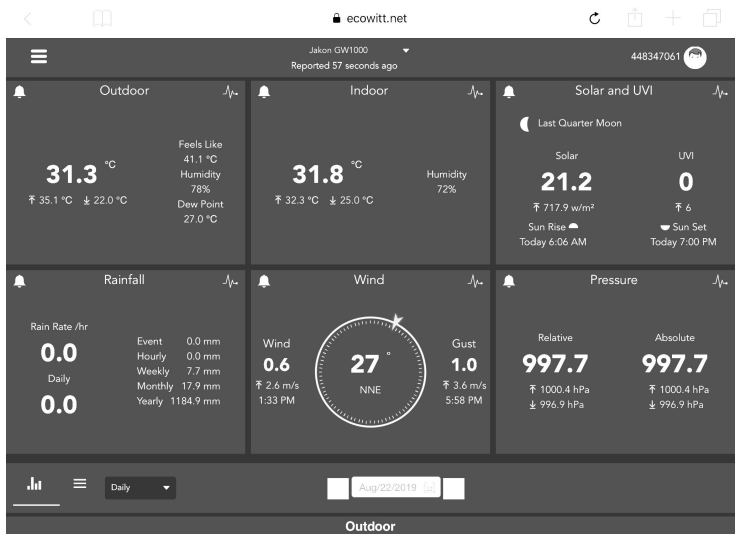 ecowitt.net
Jakon GW1000
Reported 57 seconds ago
448347061
Outdoor
31.3 °C
35.1 °C 22.0 °C
Feels Like
41.1 °C
Humidity
78%
Dew Point
27.0 °C
Indoor
31.8 °C
32.3 °C 25.0 °C
Humidity
72%
Solar and UVI
Last Quarter Moon
Solar
21.2
717.9 w/m²
Sun Rise
Today 6:06 AM
UVI
0
6
Sun Set
Today 7:00 PM
Rainfall
Rain Rate /hr
0.0
Daily
0.0
Event 0.0 mm
Hourly 0.0 mm
Weekly 7.7 mm
Monthly 17.9 mm
Yearly 1184.9 mm
Wind
Wind
0.6
2.6 m/s
1:33 PM
27 °
NNE
Gust
1.0
3.6 m/s
5:58 PM
Pressure
Relative
997.7
1000.4 hPa
996.9 hPa
Absolute
997.7
1000.4 hPa
996.9 hPa
Daily
Aug/22/2019
Outdoor